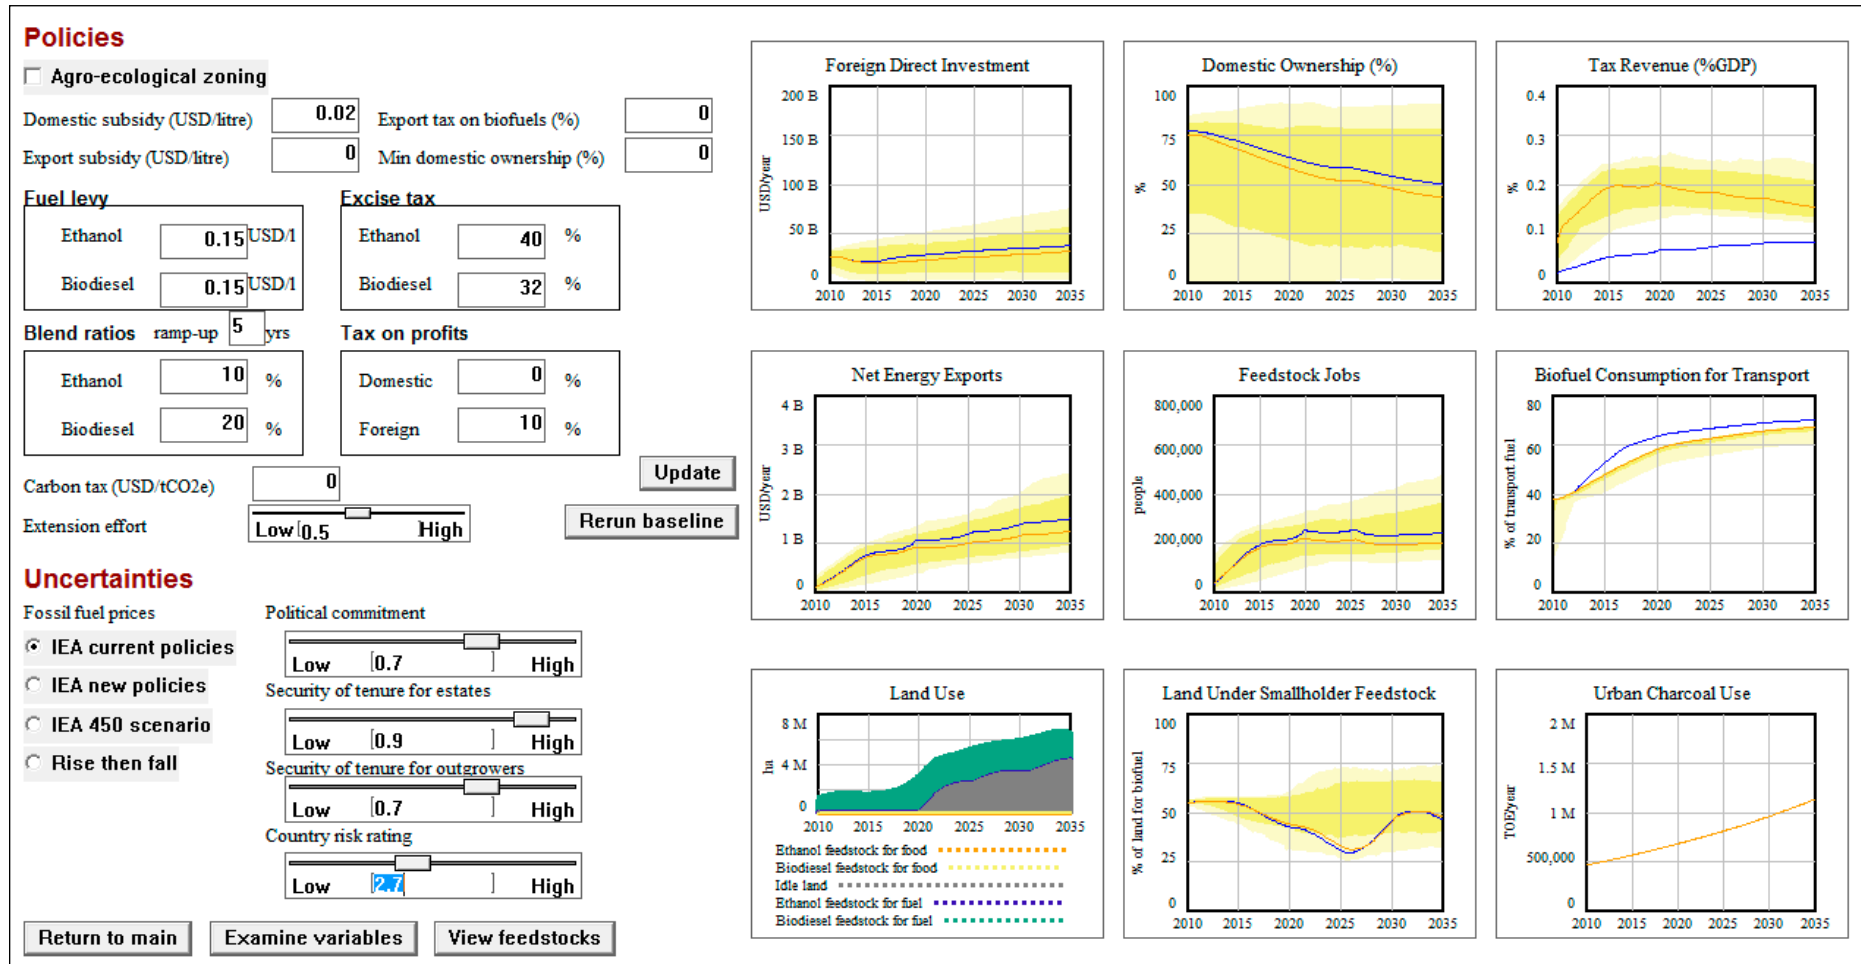 Policies
Agro-ecological zoning
Domestic subsidy (USD/litre) 0.02 Export tax on biofuels (%) 0
Export subsidy (USD/litre) 0 Min domestic ownership (%) 0
Fuel levy Excise tax
Ethanol 0.15 USD/l Ethanol 40 %
Biodiesel 0.15 USD/l Biodiesel 32 %
Blend ratios ramp-up 5 yrs Tax on profits
Ethanol 10 % Domestic 0 %
Biodiesel 20 % Foreign 10 %
Carbon tax (USD/tCO2e) 0 Update
Extension effort Low [0.5 ] High Rerun baseline
Uncertainties
Fossil fuel prices
IEA current policies
IEA new policies
IEA 450 scenario
Rise then fall
Political commitment
Low [0.7 ] High
Security of tenure for estates
Low [0.9 ] High
Security of tenure for outgrowers
Low [0.7 ] High
Country risk rating
Low [2.7 ] High
Return to main Examine variables View feedstocks
Foreign Direct Investment
200 B
150 B
100 B
50 B
0
USD/year
2010 2015 2020 2025 2030 2035
Domestic Ownership (%)
100
75
50
25
0
%
2010 2015 2020 2025 2030 2035
Tax Revenue (%GDP)
0.4
0.3
0.2
0.1
0
%
2010 2015 2020 2025 2030 2035
Net Energy Exports
4 B
3 B
2 B
1 B
0
USD/year
2010 2015 2020 2025 2030 2035
Feedstock Jobs
800,000
600,000
400,000
200,000
0
people
2010 2015 2020 2025 2030 2035
Biofuel Consumption for Transport
80
60
40
20
0
% of transport fuel
2010 2015 2020 2025 2030 2035
Land Use
8 M
4 M
0
ha
2010 2015 2020 2025 2030 2035
Ethanol feedstock for food
Biodiesel feedstock for food
Idle land
Ethanol feedstock for fuel
Biodiesel feedstock for fuel
Land Under Smallholder Feedstock
100
75
50
25
0
% of land for biofuel
2010 2015 2020 2025 2030 2035
Urban Charcoal Use
2 M
1.5 M
1 M
500,000
0
TOE/year
2010 2015 2020 2025 2030 2035